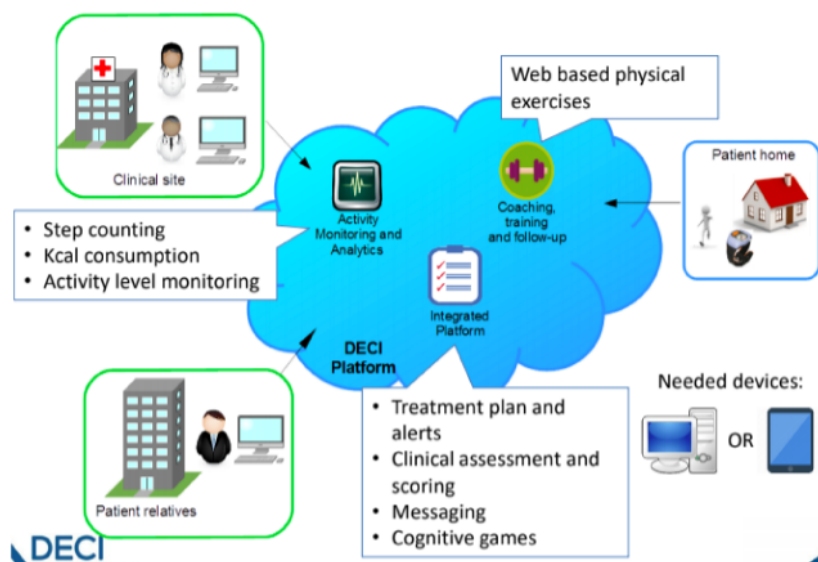 Web based physical
exercises
Clinical site
Patient home
Activity
Monitoring and
Analytics
Coaching,
training
and follow-up
• Step counting
• Kcal consumption
• Activity level monitoring
Integrated
Platform
DECI
Platform
Needed devices:
OR
• Treatment plan and
alerts
• Clinical assessment and
scoring
• Messaging
• Cognitive games
Patient relatives
DECI